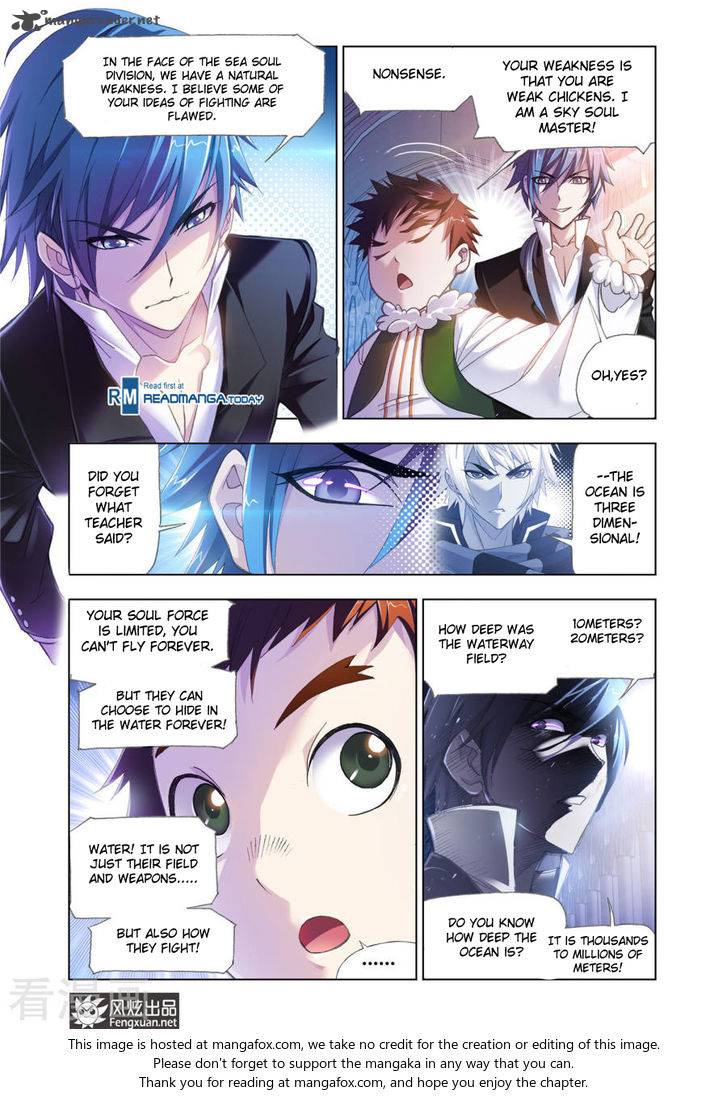 mangareader.net
IN THE FACE OF THE SEA SOUL
DIVISION, WE HAVE A NATURAL
WEAKNESS. I BELIEVE SOME OF
YOUR IDEAS OF FIGHTING ARE
FLAWED.
NONSENSE.
YOUR WEAKNESS IS
THAT YOU ARE
WEAK CHICKENS. I
AM A SKY SOUL
MASTER!
OH,YES?
RM Read first at
READMANGA.TODAY
DID YOU
FORGET
WHAT
TEACHER
SAID?
--THE
OCEAN IS
THREE
DIMEN-
SIONAL!
YOUR SOUL FORCE
IS LIMITED, YOU
CAN'T FLY FOREVER.
BUT THEY CAN
CHOOSE TO HIDE IN
THE WATER FOREVER!
WATER! IT IS NOT
JUST THEIR FIELD
AND WEAPONS.....
BUT ALSO HOW
THEY FIGHT!
......
HOW DEEP WAS
THE WATERWAY
FIELD?
10METERS?
20METERS?
DO YOU KNOW
HOW DEEP THE
OCEAN IS?
IT IS THOUSANDS
TO MILLIONS OF
METERS!
看漫画
风炫出品
Fengxuan.net
This image is hosted at mangafox.com, we take no credit for the creation or editing of this image.
Please don't forget to support the mangaka in any way that you can.
Thank you for reading at mangafox.com, and hope you enjoy the chapter.